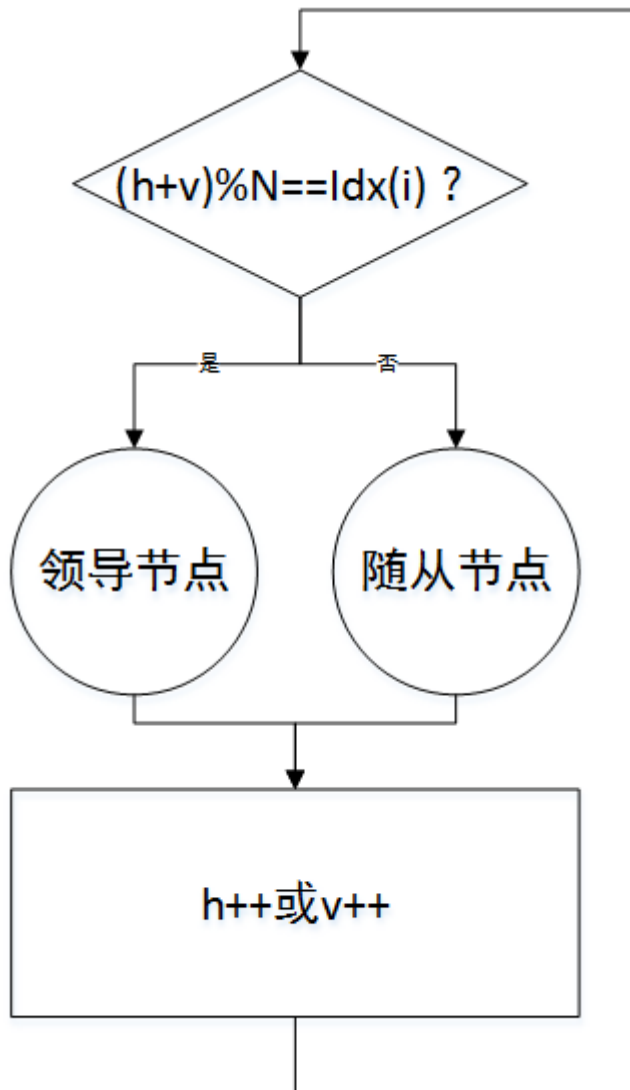 (h+v)%N==Idx(i) ?
是
否
领导节点
随从节点
h++或v++